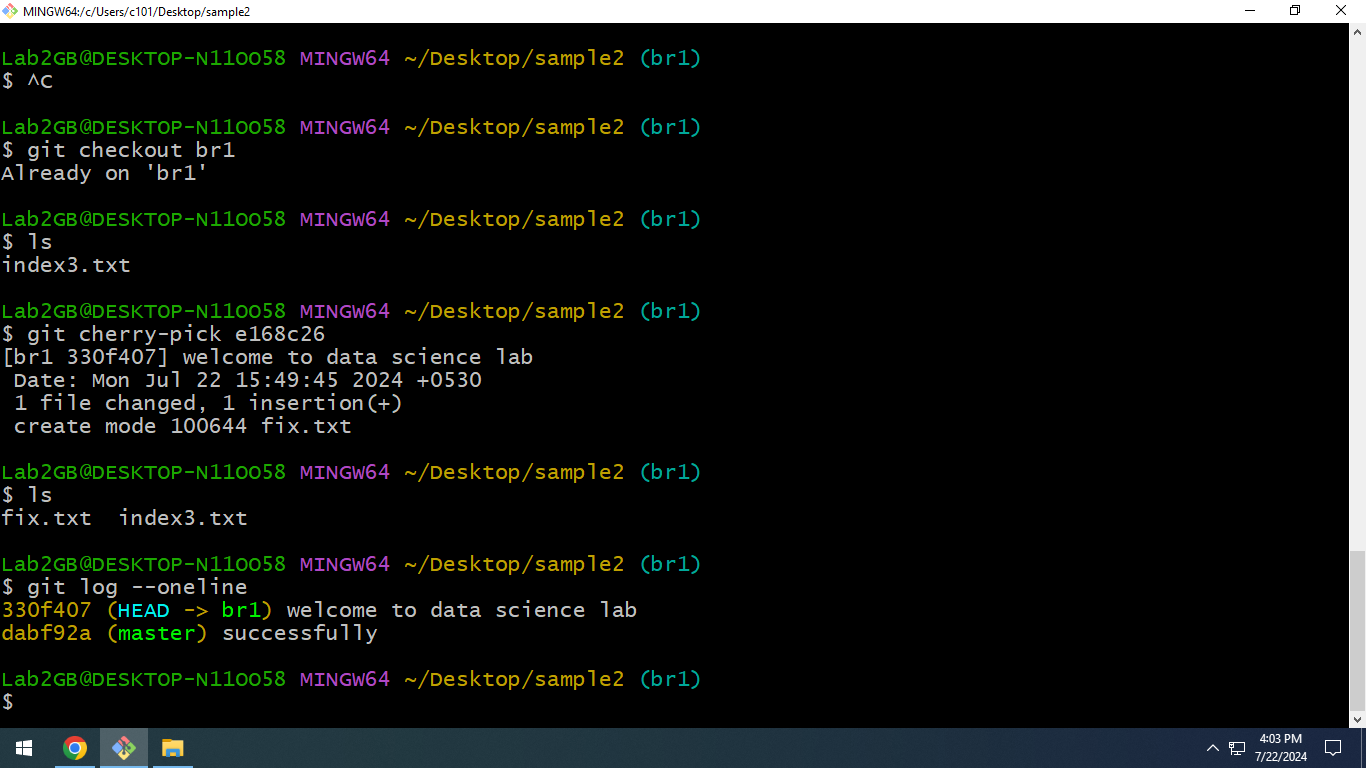 MINGW64:/c/Users/c101/Desktop/sample2
Lab2GB@DESKTOP-N11OO58 MINGW64 ~/Desktop/sample2 (br1)
$ ^C
Lab2GB@DESKTOP-N11OO58 MINGW64 ~/Desktop/sample2 (br1)
$ git checkout br1
Already on 'br1'
Lab2GB@DESKTOP-N11OO58 MINGW64 ~/Desktop/sample2 (br1)
$ ls
index3.txt
Lab2GB@DESKTOP-N11OO58 MINGW64 ~/Desktop/sample2 (br1)
$ git cherry-pick e168c26
[br1 330f407] welcome to data science lab
 Date: Mon Jul 22 15:49:45 2024 +0530
 1 file changed, 1 insertion(+)
 create mode 100644 fix.txt
Lab2GB@DESKTOP-N11OO58 MINGW64 ~/Desktop/sample2 (br1)
$ ls
fix.txt  index3.txt
Lab2GB@DESKTOP-N11OO58 MINGW64 ~/Desktop/sample2 (br1)
$ git log --oneline
330f407 (HEAD -> br1) welcome to data science lab
dabf92a (master) successfully
Lab2GB@DESKTOP-N11OO58 MINGW64 ~/Desktop/sample2 (br1)
$
4:03 PM
7/22/2024